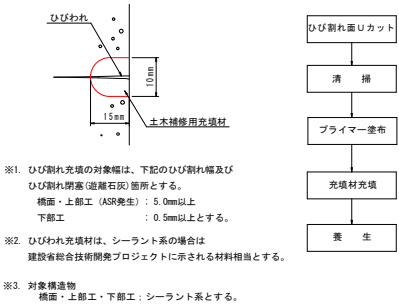 ひびわれ
10mm
15mm
土木補修用充填材
ひび割れ面Uカット
清 掃
プライマー塗布
充填材充填
養 生
※1. ひび割れ充填の対象幅は、下記のひび割れ幅及び
ひび割れ閉塞(遊離石灰)箇所とする。
橋面・上部工 (ASR発生) : 5.0mm以上
下部工 : 0.5mm以上とする。
※2. ひびわれ充填材は、シーラント系の場合は
建設省総合技術開発プロジェクトに示される材料相当とする。
※3. 対象構造物
橋面・上部工・下部工 ; シーラント系とする。